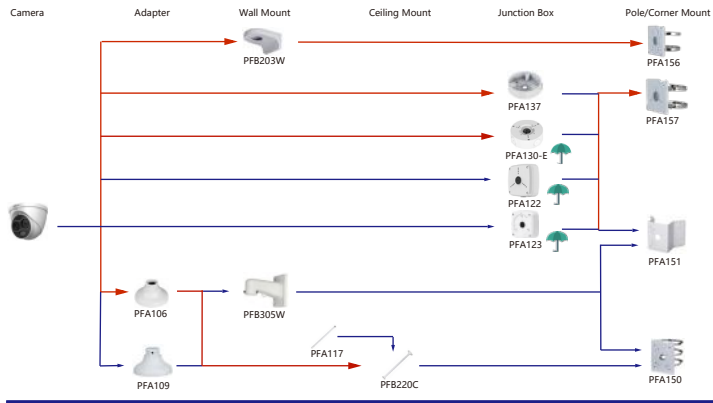 Camera Adapter Wall Mount Ceiling Mount Junction Box Pole/Corner Mount
PFB203W
PFA156
PFA137
PFA157
PFA130-E
PFA122
PFA123
PFA151
PFA106
PFB305W
PFA117
PFA109
PFB220C
PFA150